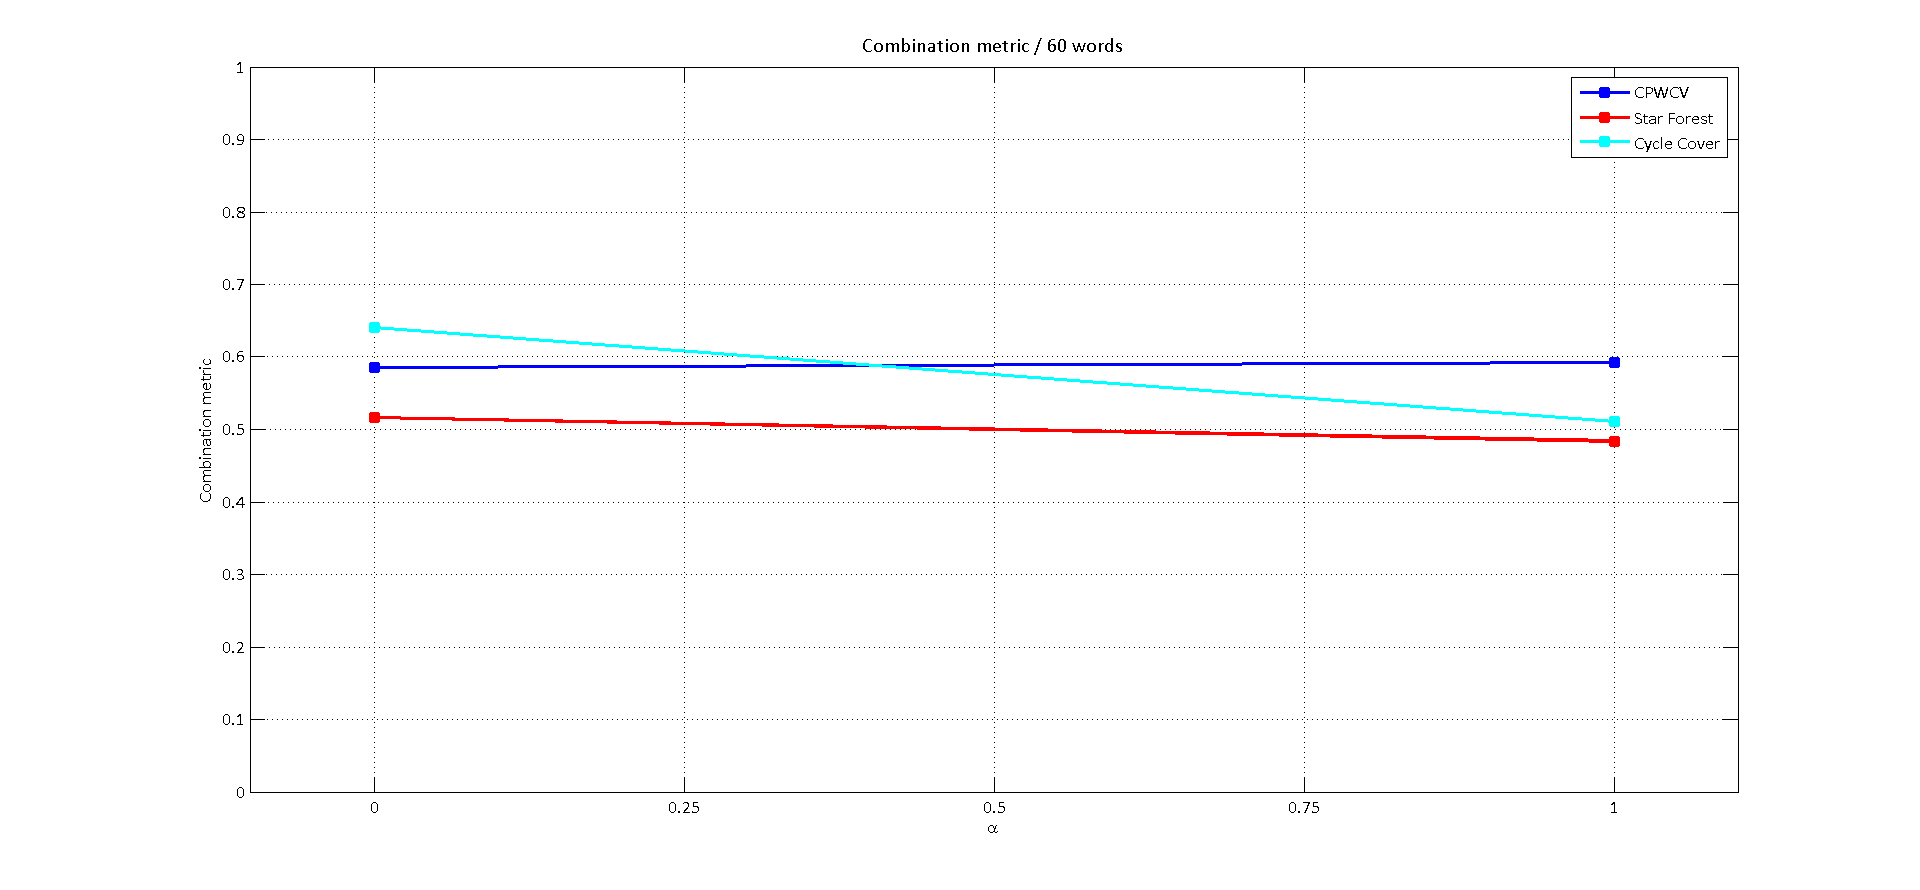 Combination metric / 60 words
1
0.9
0.8
0.7
0.6
0.5
0.4
0.3
0.2
0.1
0
Combination metric
CPWCV
Star Forest
Cycle Cover
0 0.25 0.5 0.75 1
α